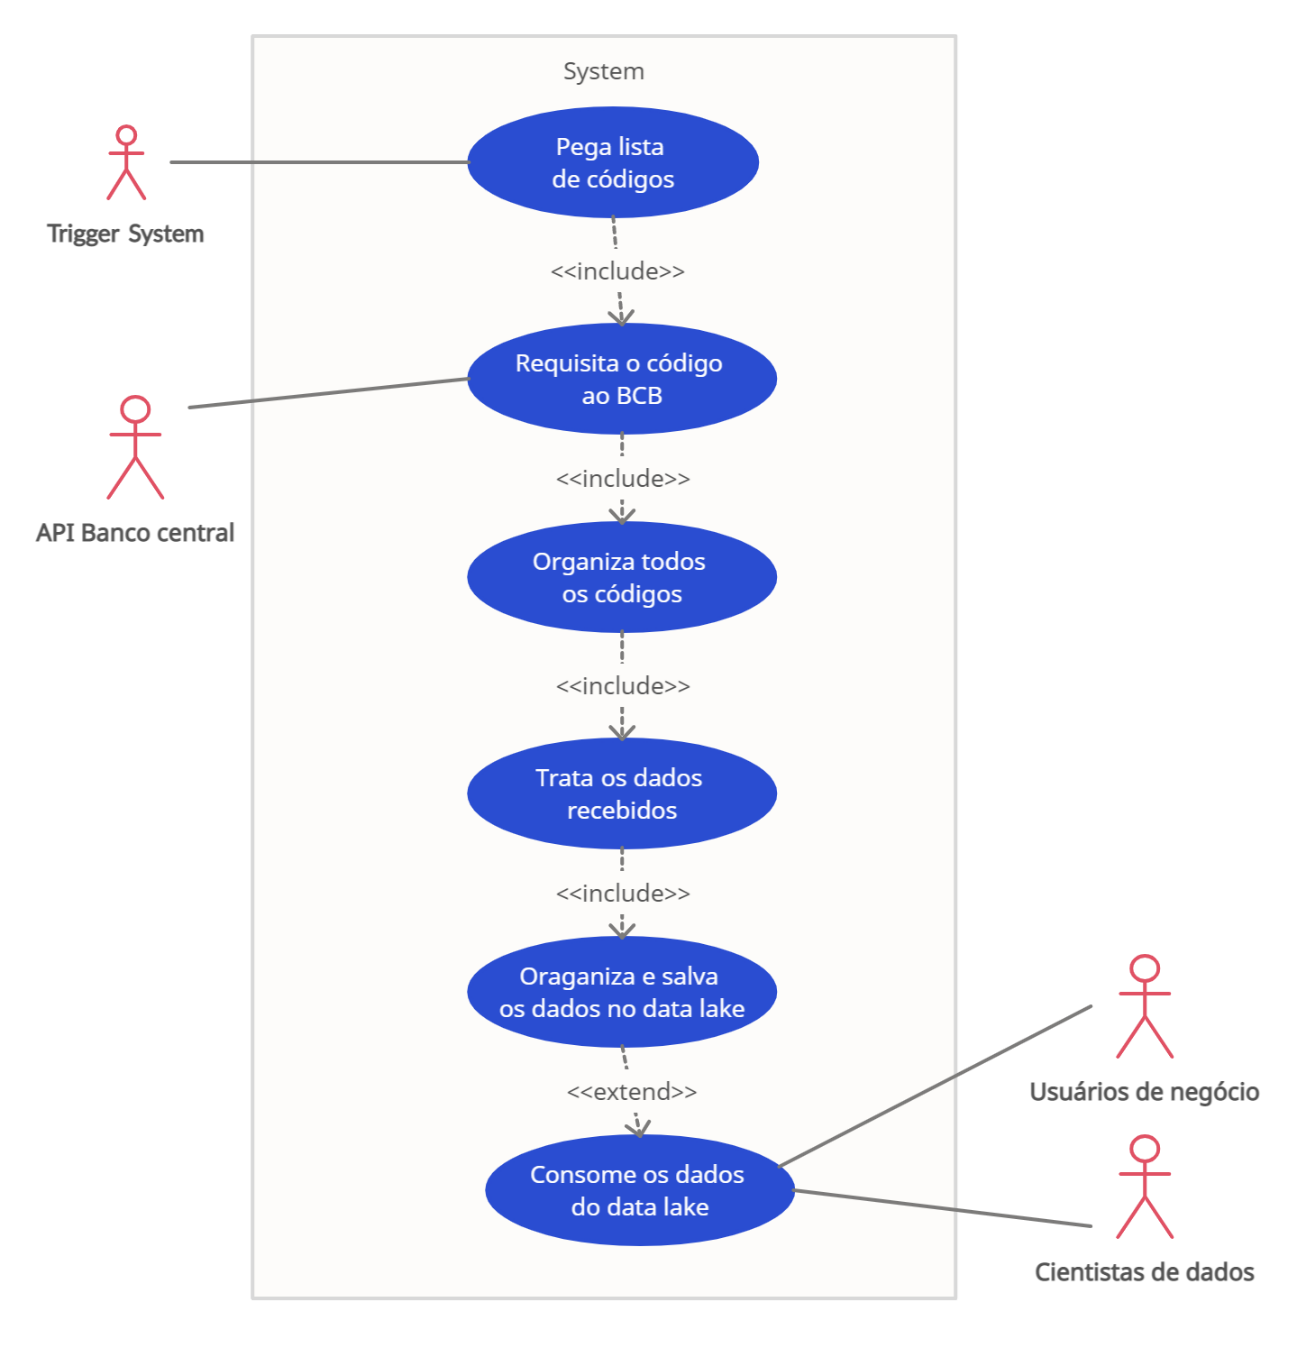 System
Pega lista
de códigos
Trigger System
<<include>>
Requisita o código
ao BCB
API Banco central
<<include>>
Organiza todos
os códigos
<<include>>
Trata os dados
recebidos
<<include>>
Oraganiza e salva
os dados no data lake
<<extend>>
Usuários de negócio
Consome os dados
do data lake
Cientistas de dados